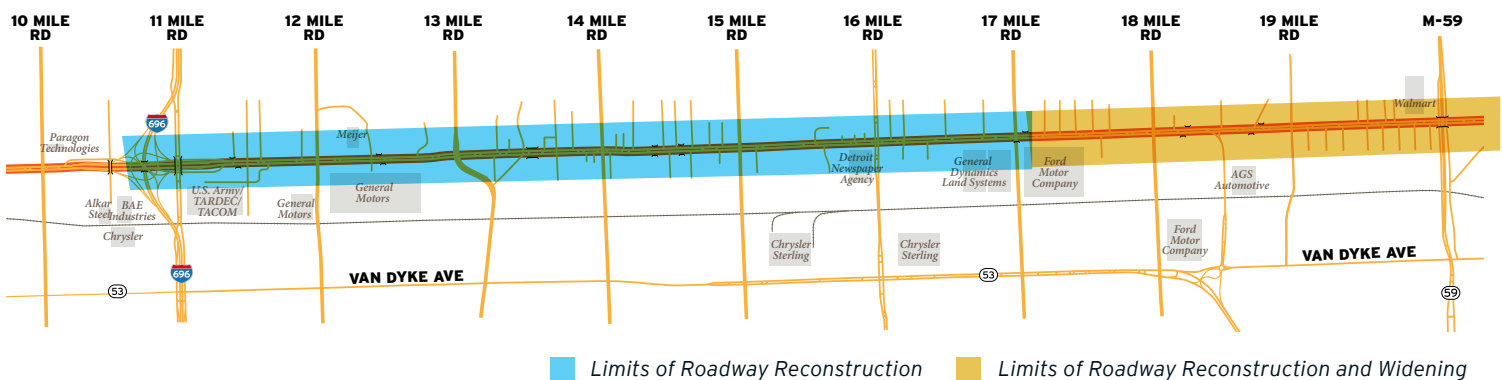 10 MILE
RD
11 MILE
RD
12 MILE
RD
13 MILE
RD
14 MILE
RD
15 MILE
RD
16 MILE
RD
17 MILE
RD
18 MILE
RD
19 MILE
RD
M-59
696
Paragon
Technologies
Meijer
Walmart
Alkar
Steel
BAE
Industries
Chrysler
U.S. Army/
TARDEC/
TACOM
General
Motors
General
Motors
Detroit
Newspaper
Agency
General
Dynamics
Land Systems
Ford
Motor
Company
AGS
Automotive
Chrysler
Sterling
Chrysler
Sterling
Ford
Motor
Company
696
53
VAN DYKE AVE
53
VAN DYKE AVE
59
Limits of Roadway Reconstruction
Limits of Roadway Reconstruction and Widening